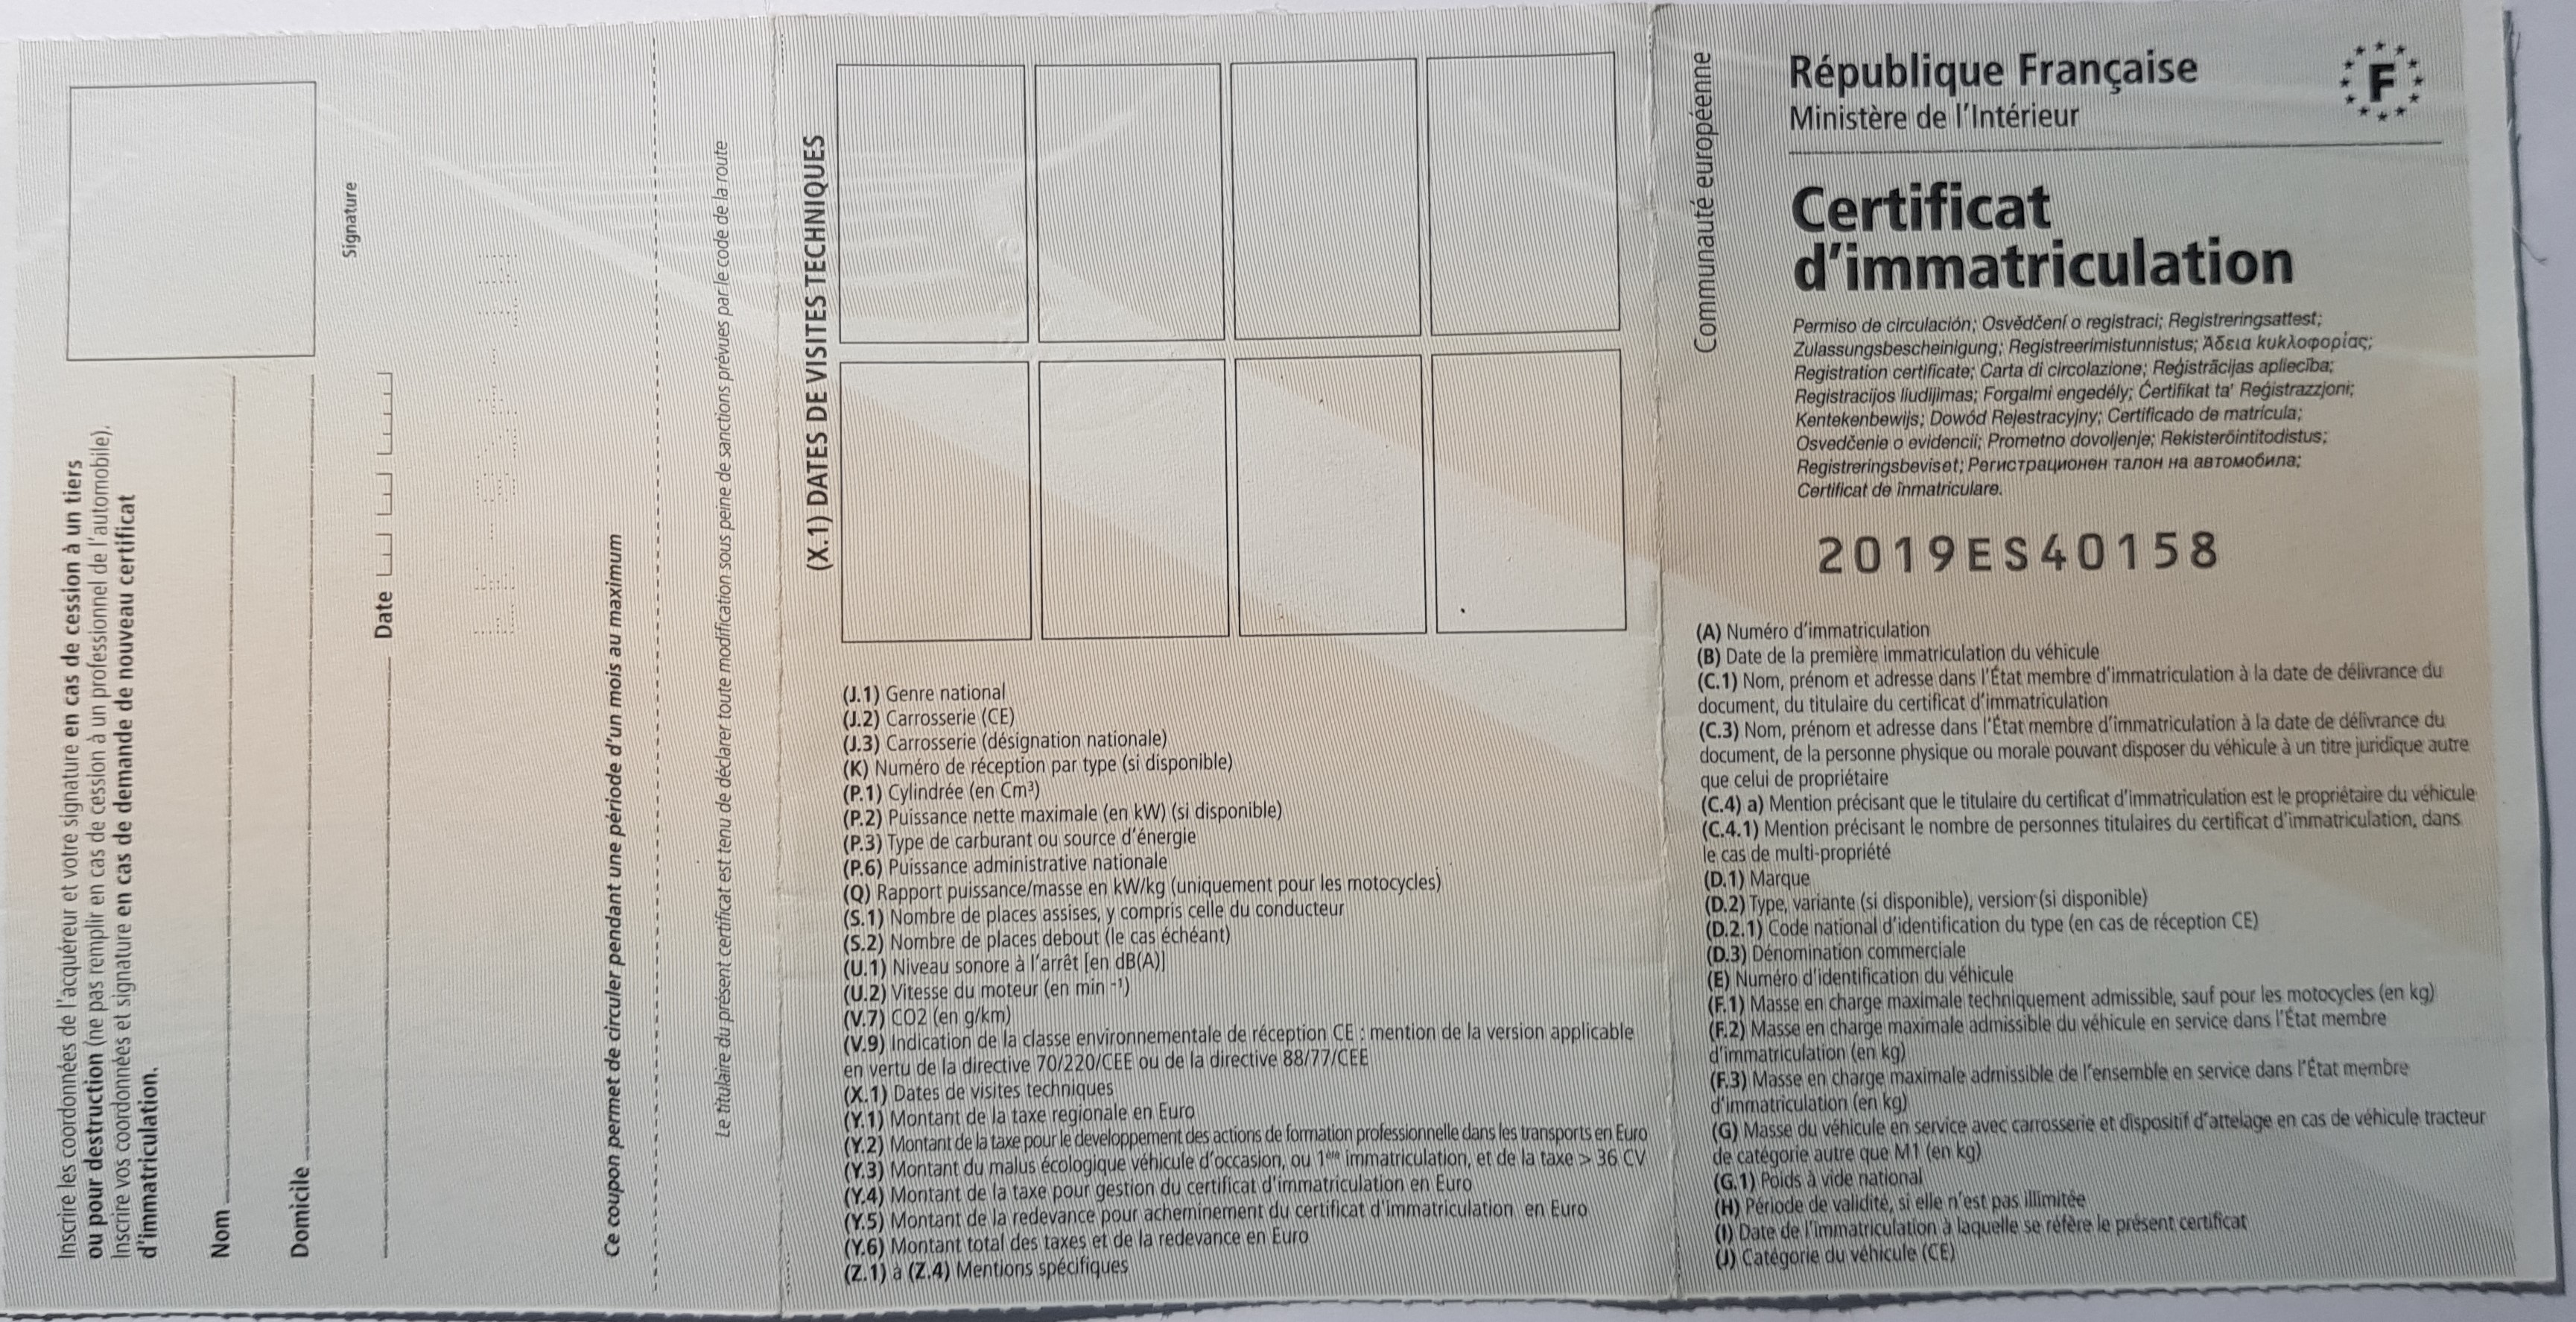 Inscrire les coordonnées de l'acquéreur et votre signature en cas de cession à un tiers
ou pour destruction (ne pas remplir en cas de cession à un professionnel de l'automobile).
Inscrire vos coordonnées et signature en cas de demande de nouveau certificat
d'immatriculation.
Nom
Domicile
Date
Signature
Ce coupon permet de circuler pendant une période d'un mois au maximum
Le titulaire du présent certificat est tenu de déclarer toute modification sous peine de sanctions prévues par le code de la route
(X.1) DATES DE VISITES TECHNIQUES
(J.1) Genre national
(J.2) Carrosserie (CE)
(J.3) Carrosserie (désignation nationale)
(K) Numéro de réception par type (si disponible)
(P.1) Cylindrée (en Cm³)
(P.2) Puissance nette maximale (en kW) (si disponible)
(P.3) Type de carburant ou source d'énergie
(P.6) Puissance administrative nationale
(Q) Rapport puissance/masse en kW/kg (uniquement pour les motocycles)
(S.1) Nombre de places assises, y compris celle du conducteur
(S.2) Nombre de places debout (le cas échéant)
(U.1) Niveau sonore à l'arrêt [en dB(A)]
(U.2) Vitesse du moteur (en min ⁻¹)
(V.7) CO2 (en g/km)
(V.9) Indication de la classe environnementale de réception CE : mention de la version applicable
en vertu de la directive 70/220/CEE ou de la directive 88/77/CEE
(X.1) Dates de visites techniques
(Y.1) Montant de la taxe régionale en Euro
(Y.2) Montant de la taxe pour le developpement des actions de formation professionnelle dans les transports en Euro
(Y.3) Montant du malus écologique véhicule d'occasion, ou 1ère immatriculation, et de la taxe > 36 CV
(Y.4) Montant de la taxe pour gestion du certificat d'immatriculation en Euro
(Y.5) Montant de la redevance pour acheminement du certificat d'immatriculation en Euro
(Y.6) Montant total des taxes et de la redevance en Euro
(Z.1) à (Z.4) Mentions spécifiques
Communauté européenne
République Française
Ministère de l'Intérieur
F
Certificat
d'immatriculation
Permiso de circulación; Osvědčení o registraci; Registreringsattest;
Zulassungsbescheinigung; Registreerimistunnistus; Άδεια κυκλοφορίας;
Registration certificate; Carta di circolazione; Reģistrācijas apliecība;
Registracijos liudijimas; Forgalmi engedély; Ċertifikat ta' Reġistrazzjoni;
Kentekenbewijs; Dowód Rejestracyjny; Certificado de matrícula;
Osvedčenie o evidencii; Prometno dovoljenje; Rekisteröintitodistus;
Registreringsbeviset; Регистрационен талон на автомобила;
Certificat de înmatriculare.
2019ES40158
(A) Numéro d'immatriculation
(B) Date de la première immatriculation du véhicule
(C.1) Nom, prénom et adresse dans l'État membre d'immatriculation à la date de délivrance du
document, du titulaire du certificat d'immatriculation
(C.3) Nom, prénom et adresse dans l'État membre d'immatriculation à la date de délivrance du
document, de la personne physique ou morale pouvant disposer du véhicule à un titre juridique autre
que celui de propriétaire
(C.4) a) Mention précisant que le titulaire du certificat d'immatriculation est le propriétaire du véhicule
(C.4.1) Mention précisant le nombre de personnes titulaires du certificat d'immatriculation, dans
le cas de multi-propriété
(D.1) Marque
(D.2) Type, variante (si disponible), version (si disponible)
(D.2.1) Code national d'identification du type (en cas de réception CE)
(D.3) Dénomination commerciale
(E) Numéro d'identification du véhicule
(F.1) Masse en charge maximale techniquement admissible, sauf pour les motocycles (en kg)
(F.2) Masse en charge maximale admissible du véhicule en service dans l'État membre
d'immatriculation (en kg)
(F.3) Masse en charge maximale admissible de l'ensemble en service dans l'État membre
d'immatriculation (en kg)
(G) Masse du véhicule en service avec carrosserie et dispositif d'attelage en cas de véhicule tracteur
de catégorie autre que M1 (en kg)
(G.1) Poids à vide national
(H) Période de validité, si elle n'est pas illimitée
(I) Date de l'immatriculation à laquelle se réfère le présent certificat
(J) Catégorie du véhicule (CE)